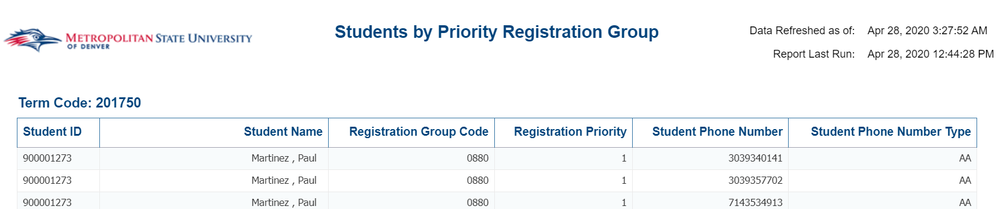 METROPOLITAN STATE UNIVERSITY
OF DENVER
Students by Priority Registration Group
Data Refreshed as of: Apr 28, 2020 3:27:52 AM
Report Last Run: Apr 28, 2020 12:44:28 PM
Term Code: 201750
Student ID Student Name Registration Group Code Registration Priority Student Phone Number Student Phone Number Type
900001273 Martinez , Paul 0880 1 3039340141 AA
900001273 Martinez , Paul 0880 1 3039357702 AA
900001273 Martinez , Paul 0880 1 7143534913 AA